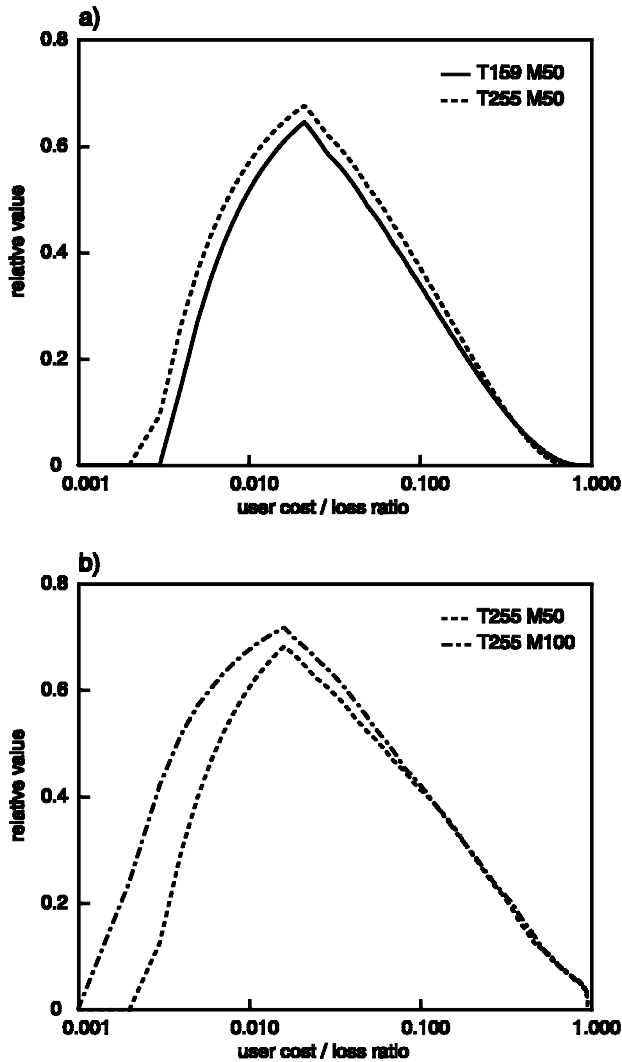 a)
0.8
T159 M50
T255 M50
0.6
relative value
0.4
0.2
0
0.001 0.010 0.100 1.000
user cost / loss ratio
b)
0.8
T255 M50
T255 M100
0.6
relative value
0.4
0.2
0
0.001 0.010 0.100 1.000
user cost / loss ratio